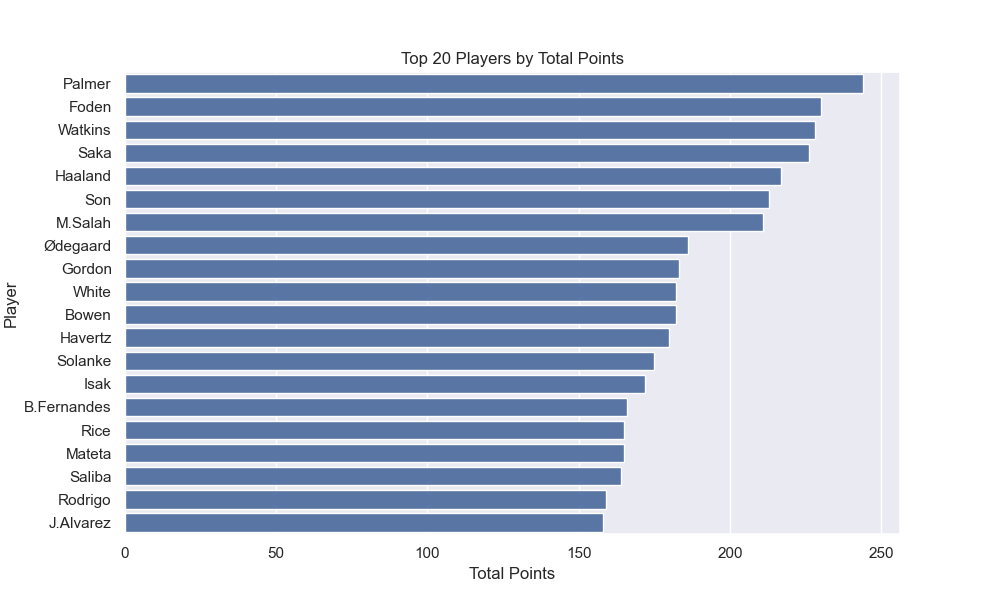 Top 20 Players by Total Points
Player
Palmer
Foden
Watkins
Saka
Haaland
Son
M.Salah
Ødegaard
Gordon
White
Bowen
Havertz
Solanke
Isak
B.Fernandes
Rice
Mateta
Saliba
Rodrigo
J.Alvarez
0 50 100 150 200 250
Total Points